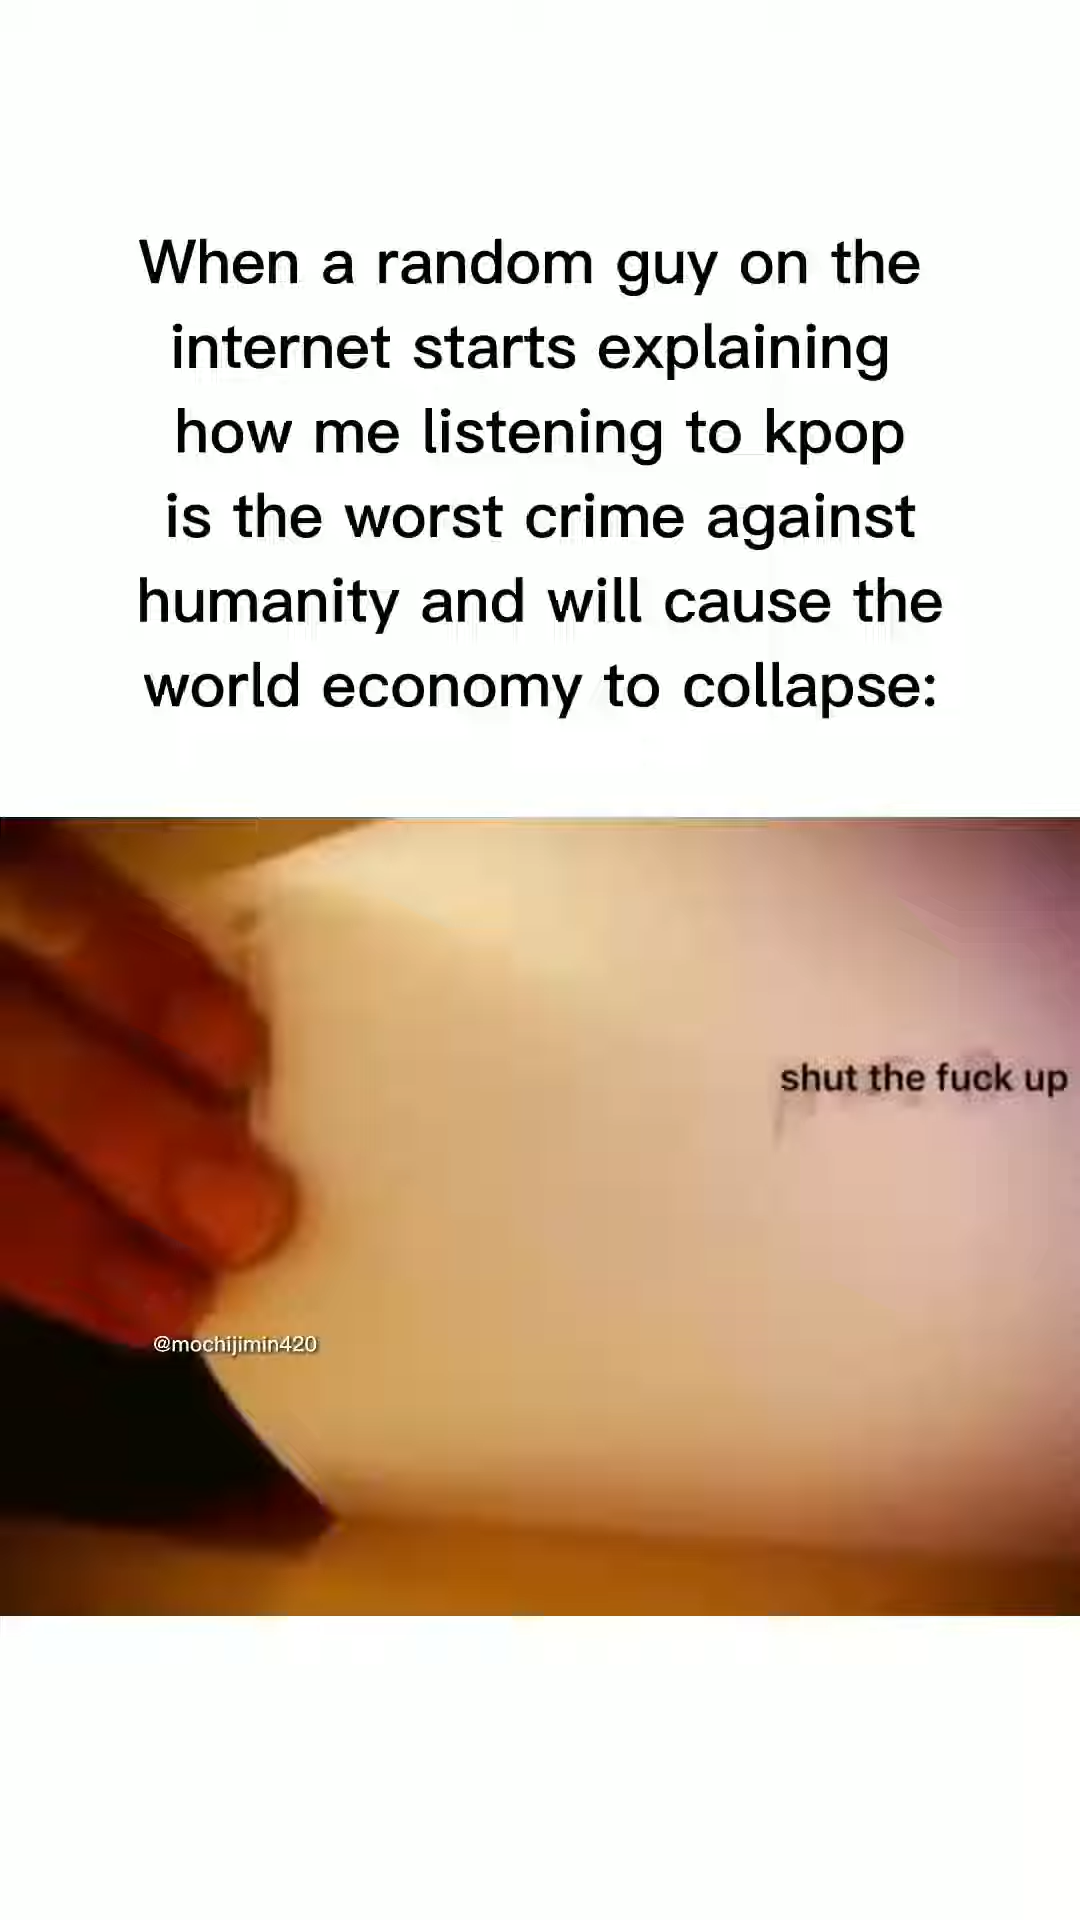 When a random guy on the
internet starts explaining
how me listening to kpop
is the worst crime against
humanity and will cause the
world economy to collapse:
shut the fuck up
@mochijimin420